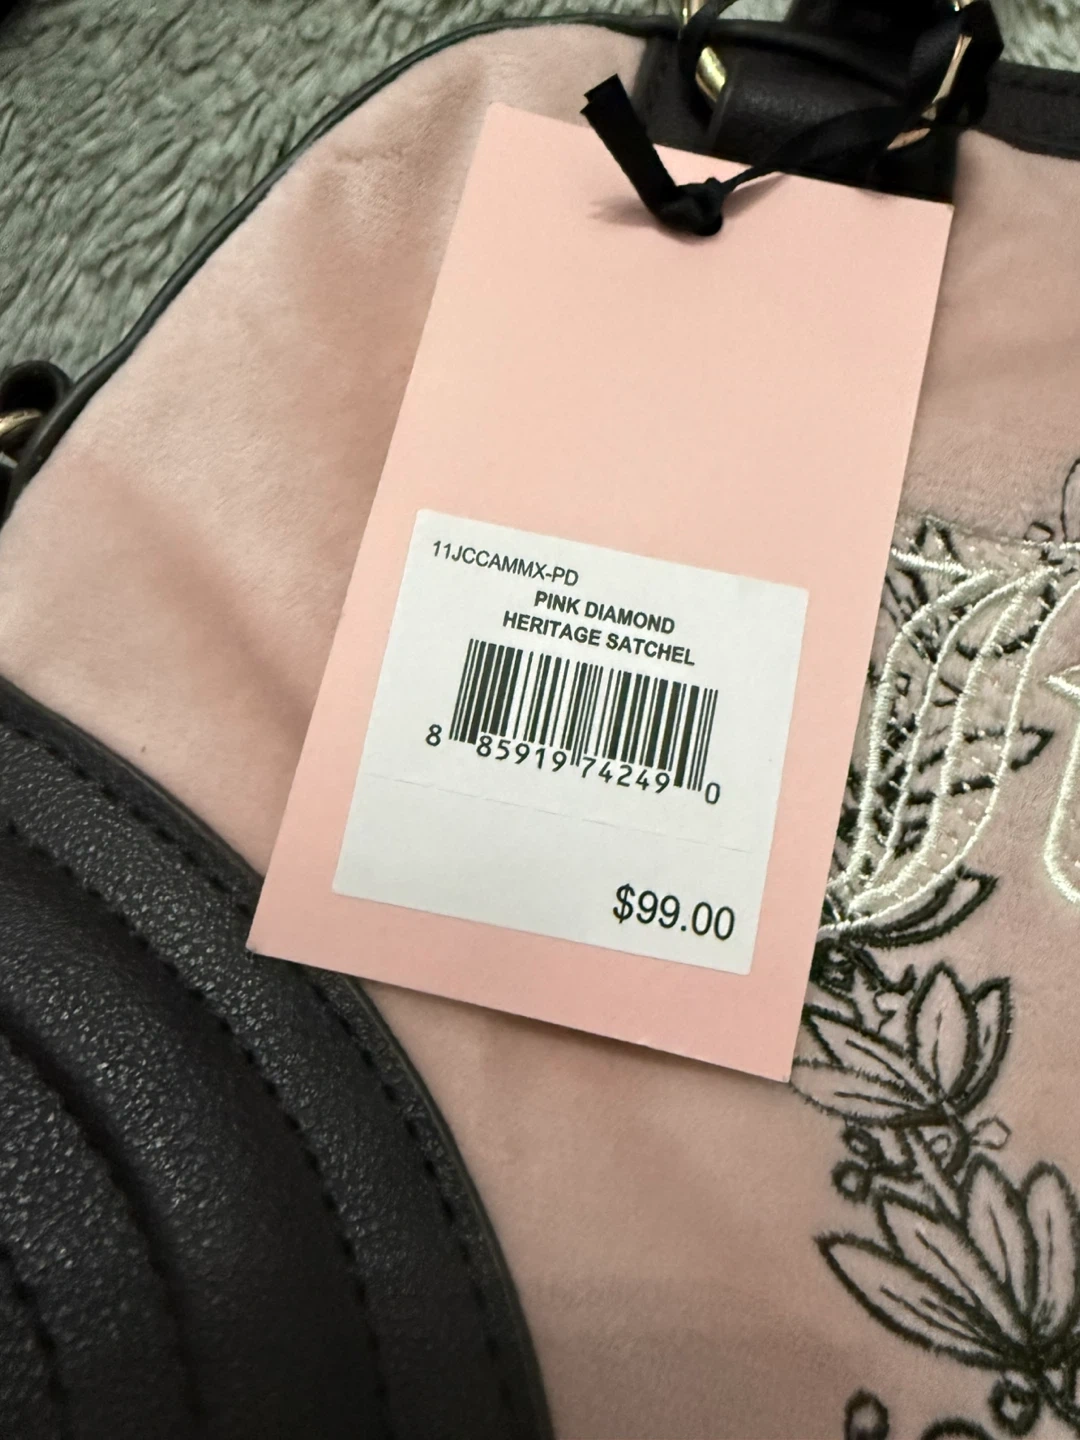 11JCCAMMX-PD
PINK DIAMOND
HERITAGE SATCHEL
8 85919 74249 0
$99.00